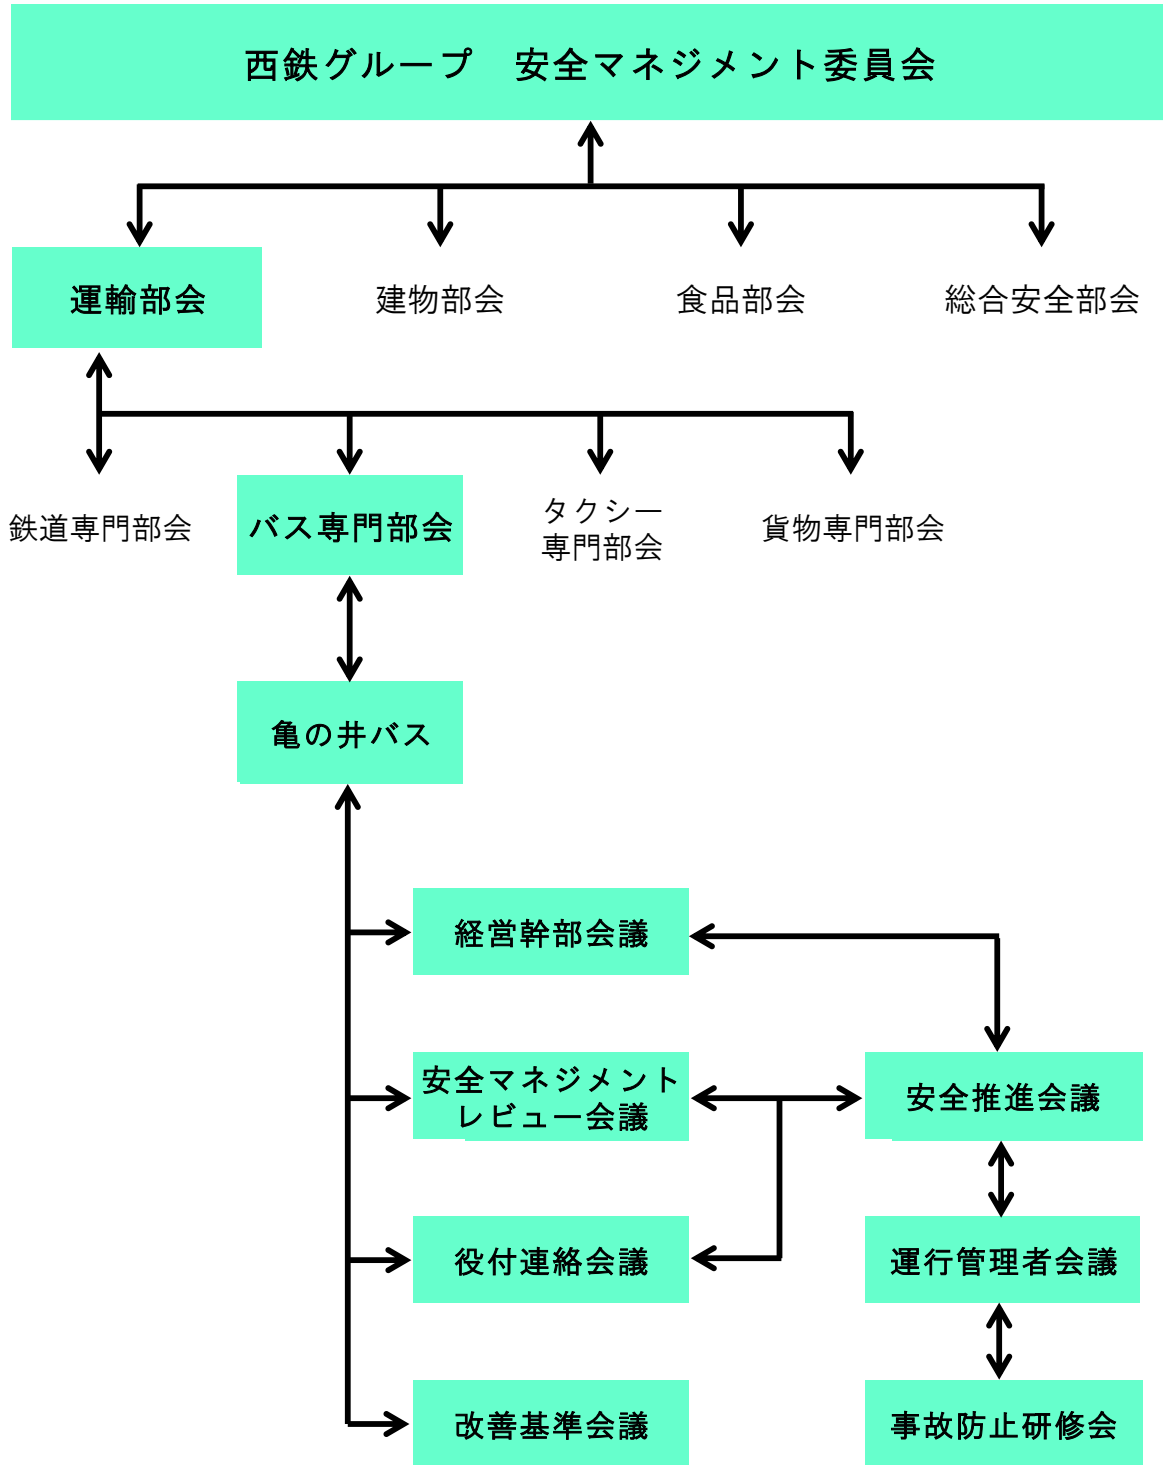 西鉄グループ　安全マネジメント委員会
運輸部会
建物部会
食品部会
総合安全部会
鉄道専門部会
バス専門部会
タクシー
専門部会
貨物専門部会
亀の井バス
経営幹部会議
安全マネジメント
レビュー会議
安全推進会議
役付連絡会議
運行管理者会議
改善基準会議
事故防止研修会